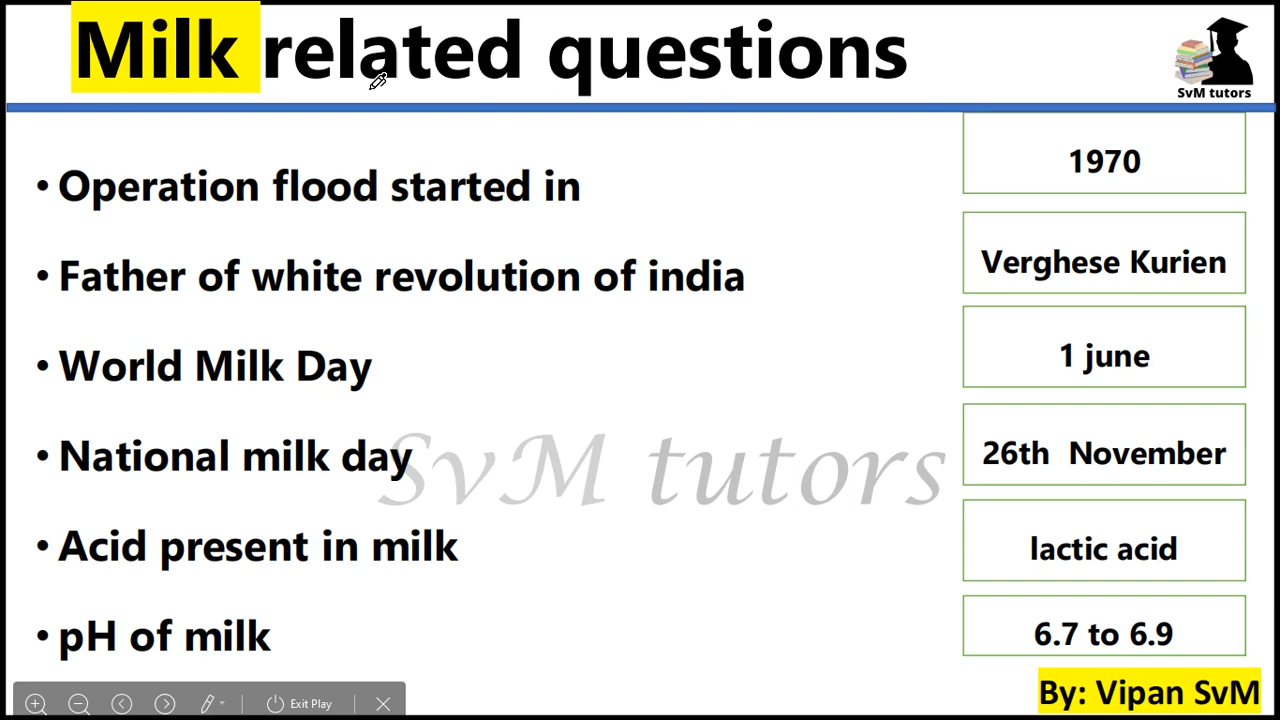 Milk related questions
SvM tutors
• Operation flood started in
1970
• Father of white revolution of india
Verghese Kurien
• World Milk Day
1 june
• National milk day
26th November
SvM tutors
• Acid present in milk
lactic acid
• pH of milk
6.7 to 6.9
By: Vipan SvM
Exit Play